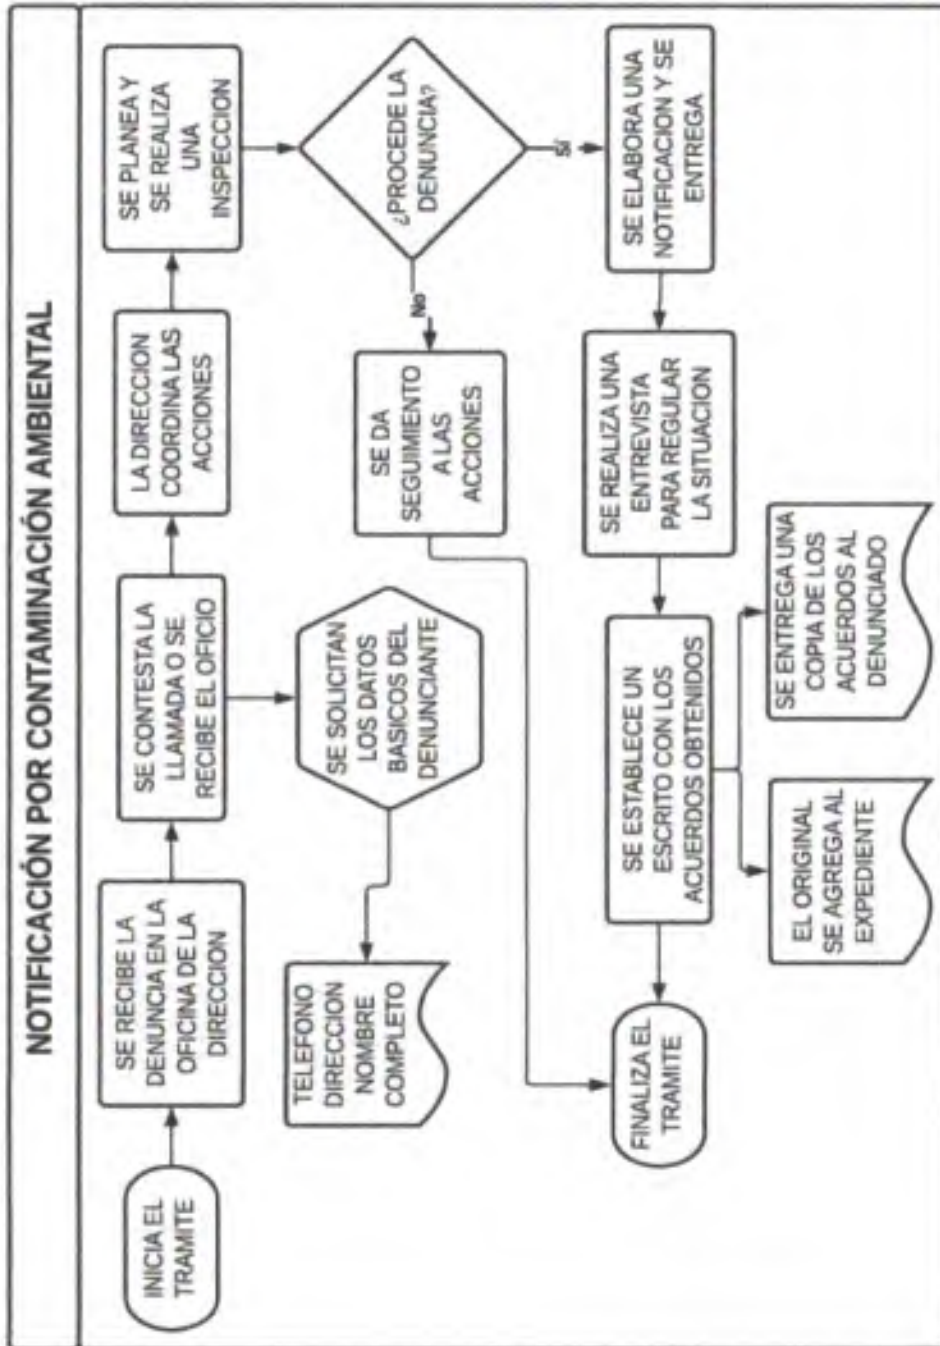 NOTIFICACIÓN POR CONTAMINACIÓN AMBIENTAL
INICIA EL
TRAMITE
SE RECIBE LA
DENUNCIA EN LA
OFICINA DE LA
DIRECCION
SE CONTESTA LA
LLAMADA O SE
RECIBE EL OFICIO
LA DIRECCION
COORDINA LAS
ACCIONES
SE PLANEA Y
SE REALIZA
UNA
INSPECCION
TELEFONO
DIRECCION
NOMBRE
COMPLETO
SE SOLICITAN
LOS DATOS
BASICOS DEL
DENUNCIANTE
SE DA
SEGUIMIENTO
A LAS
ACCIONES
No
¿PROCEDE LA
DENUNCIA?
Sí
FINALIZA EL
TRAMITE
SE ESTABLECE UN
ESCRITO CON LOS
ACUERDOS OBTENIDOS
SE REALIZA UNA
ENTREVISTA
PARA REGULAR
LA SITUACION
SE ELABORA UNA
NOTIFICACION Y SE
ENTREGA.
EL ORIGINAL
SE AGREGA AL
EXPEDIENTE
SE ENTREGA UNA
COPIA DE LOS
ACUERDOS AL
DENUNCIADO